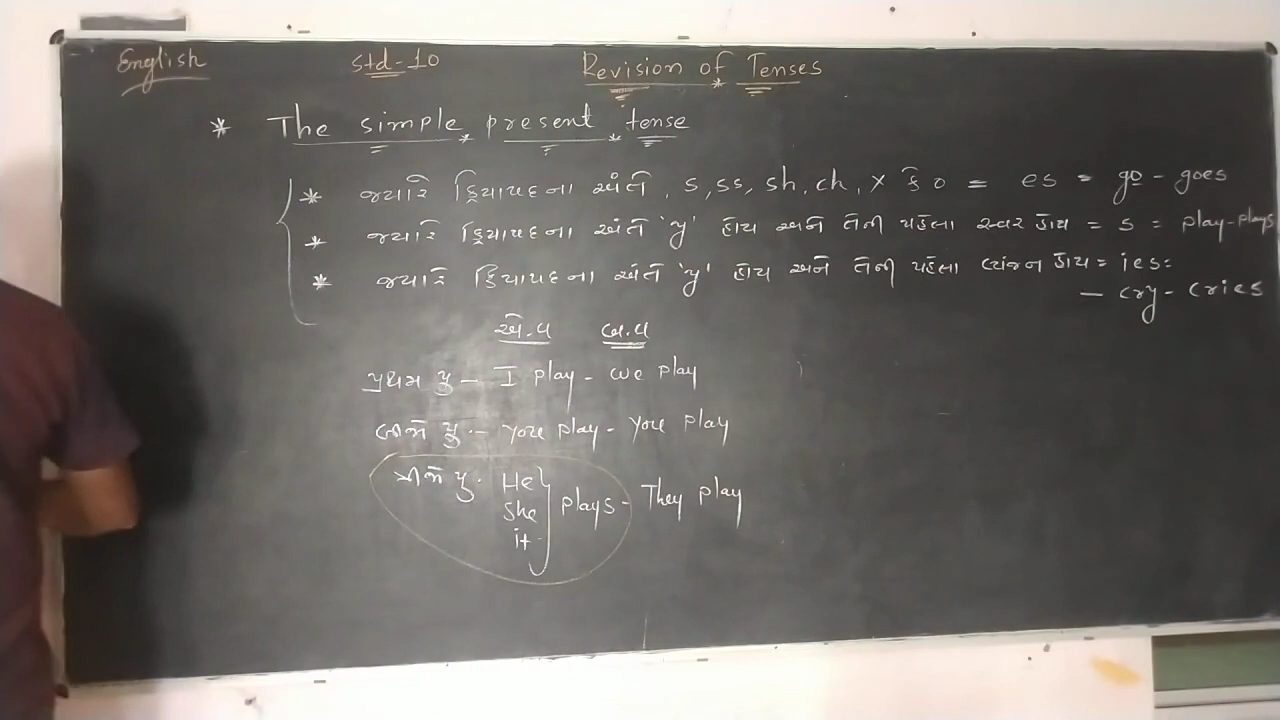 English std-10 Revision of Tenses
* The simple present tense
* જ્યારે ક્રિયાપદના અંતે, s, ss, sh, ch, x કે o = es = go - goes
* જ્યારે ક્રિયાપદના અંતે 'y' હોય અને તેની પહેલા સ્વર હોય = s = play-plays
* જ્યારે ક્રિયાપદના અંતે 'y' હોય અને તેની પહેલા વ્યંજન હોય = ies =
– cry - cries
એ.વ બ.વ
પ્રથમ પુ – I play - we play
બીજો પુ. – you play - you play
ત્રીજો પુ. He
she
it } plays - They play